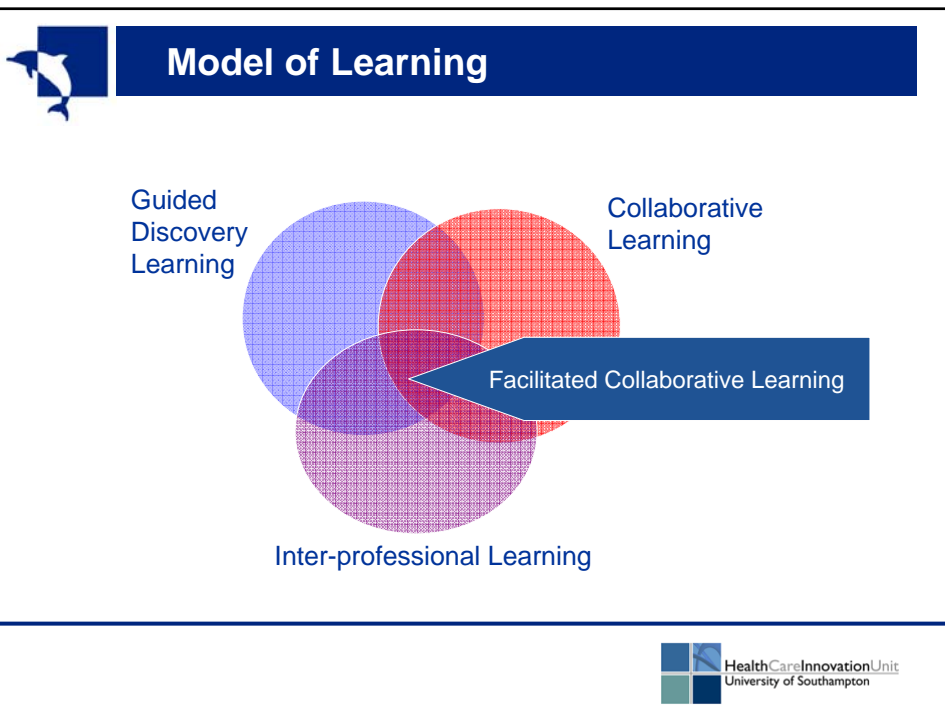 Model of Learning
Guided
Discovery
Learning
Collaborative
Learning
Facilitated Collaborative Learning
Inter-professional Learning
HealthCareInnovationUnit
University of Southampton